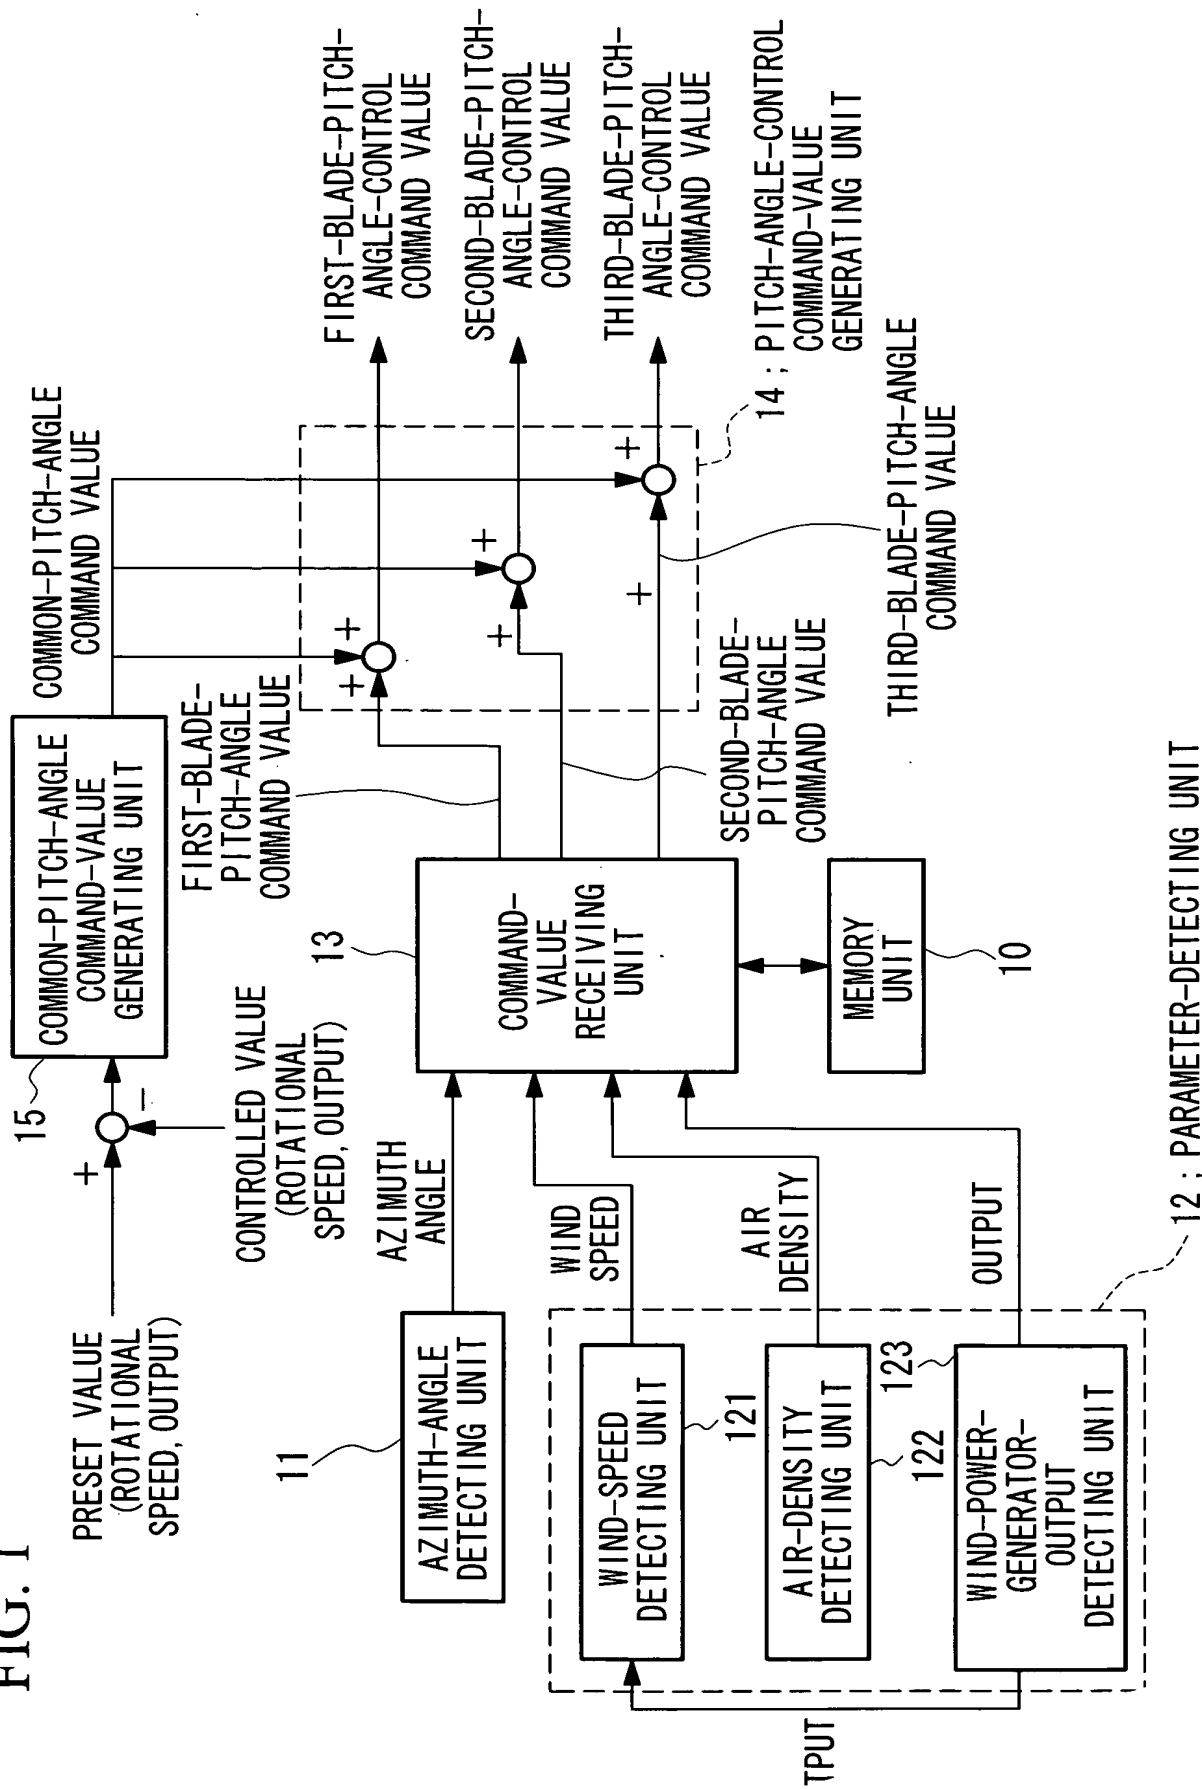 FIG. 1
PRESET VALUE
(ROTATIONAL
SPEED, OUTPUT)
+
−
CONTROLLED VALUE
(ROTATIONAL
SPEED, OUTPUT)
15
COMMON-PITCH-ANGLE
COMMAND-VALUE
GENERATING UNIT
COMMON-PITCH-ANGLE
COMMAND VALUE
11
AZIMUTH-ANGLE
DETECTING UNIT
AZIMUTH
ANGLE
WIND-SPEED
DETECTING UNIT
121
WIND
SPEED
AIR-DENSITY
DETECTING UNIT
122
AIR
DENSITY
123
WIND-POWER-
GENERATOR-
OUTPUT
DETECTING UNIT
OUTPUT
TPUT
12 ; PARAMETER-DETECTING UNIT
13
COMMAND-
VALUE
RECEIVING
UNIT
MEMORY
UNIT
10
FIRST-BLADE-
PITCH-ANGLE
COMMAND VALUE
SECOND-BLADE-
PITCH-ANGLE
COMMAND VALUE
THIRD-BLADE-PITCH-ANGLE
COMMAND VALUE
+
+
+
+
+
+
14 ; PITCH-ANGLE-CONTROL
COMMAND-VALUE
GENERATING UNIT
FIRST-BLADE-PITCH-
ANGLE-CONTROL
COMMAND VALUE
SECOND-BLADE-PITCH-
ANGLE-CONTROL
COMMAND VALUE
THIRD-BLADE-PITCH-
ANGLE-CONTROL
COMMAND VALUE